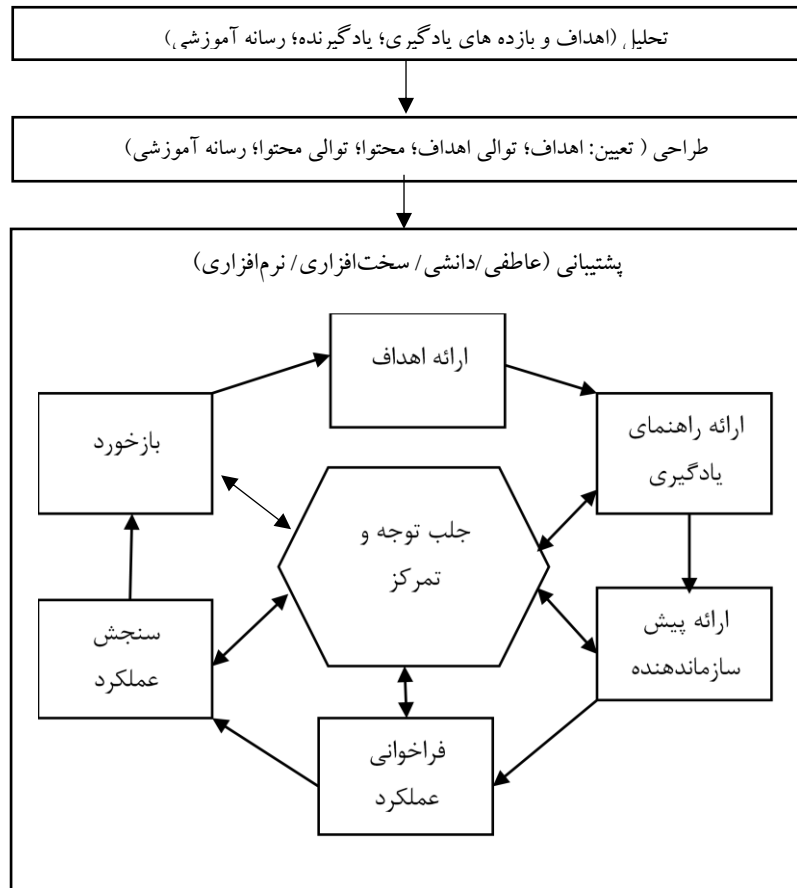 تحلیل (اهداف و بازده های یادگیری؛ یادگیرنده؛ رسانه آموزشی)
طراحی ( تعیین: اهداف؛ توالی اهداف؛ محتوا؛ توالی محتوا؛ رسانه آموزشی)
پشتیبانی (عاطفی/دانشی/ سخت‌افزاری/ نرم‌افزاری)
ارائه اهداف
ارائه راهنمای
یادگیری
بازخورد
جلب توجه و
تمرکز
ارائه پیش
سازماندهنده
سنجش
عملکرد
فراخوانی
عملکرد